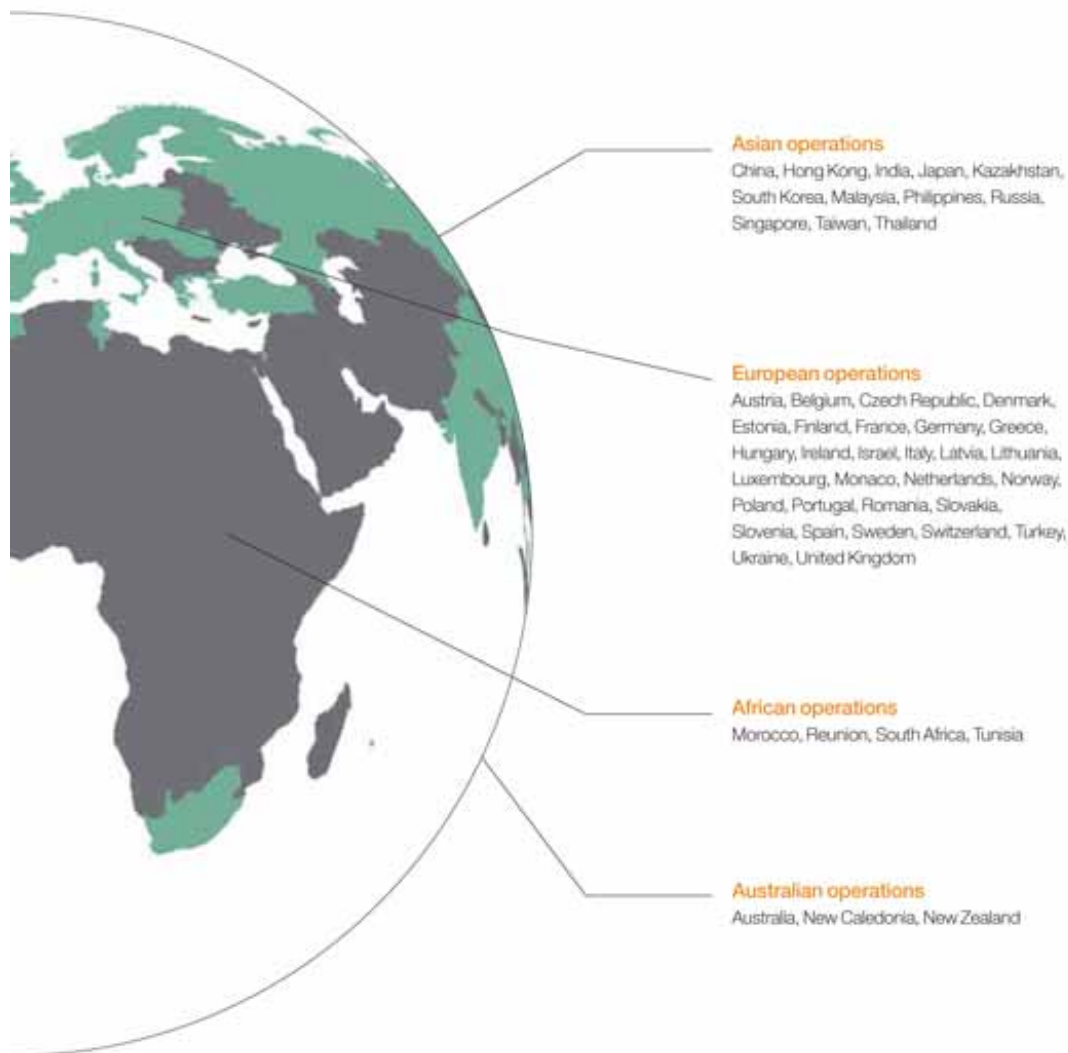 Asian operations
China, Hong Kong, India, Japan, Kazakhstan,
South Korea, Malaysia, Philippines, Russia,
Singapore, Taiwan, Thailand
European operations
Austria, Belgium, Czech Republic, Denmark,
Estonia, Finland, France, Germany, Greece,
Hungary, Ireland, Israel, Italy, Latvia, Lithuania,
Luxembourg, Monaco, Netherlands, Norway,
Poland, Portugal, Romania, Slovakia,
Slovenia, Spain, Sweden, Switzerland, Turkey,
Ukraine, United Kingdom
African operations
Morocco, Reunion, South Africa, Tunisia
Australian operations
Australia, New Caledonia, New Zealand